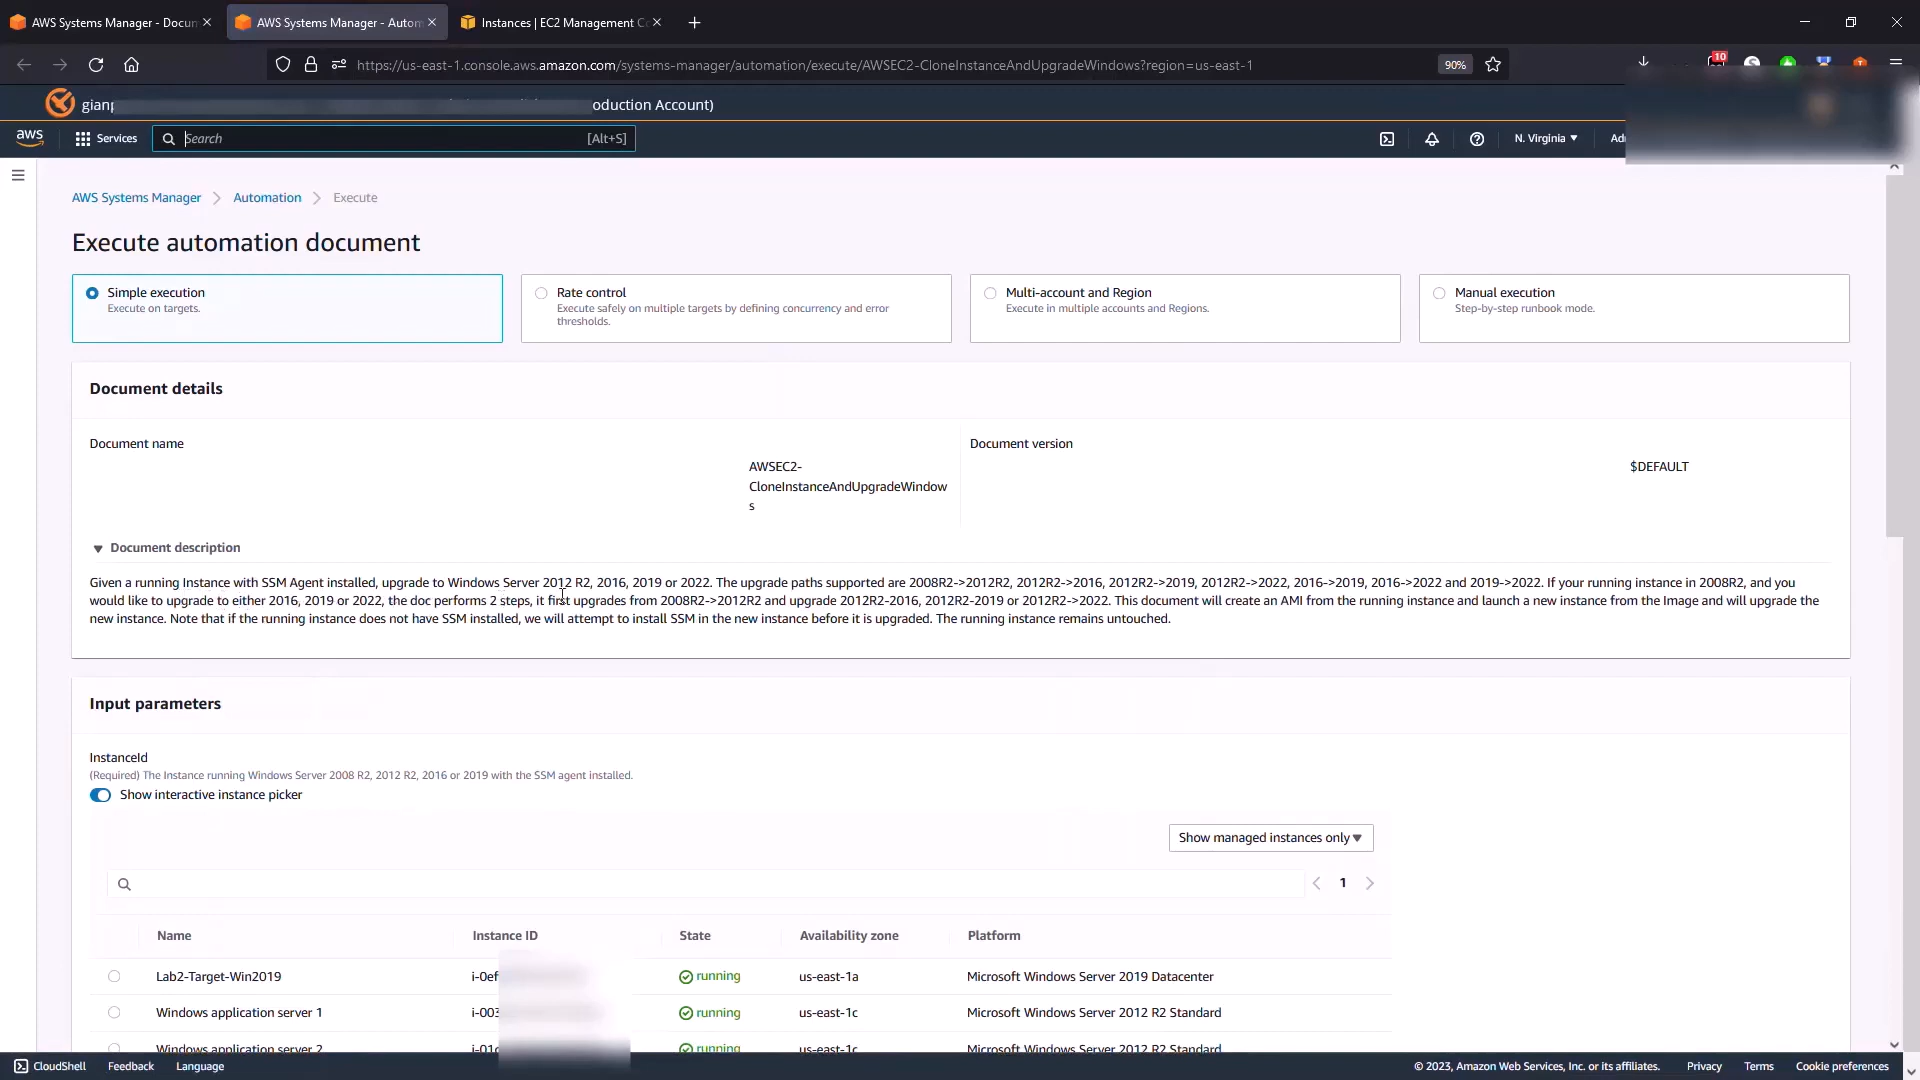 AWS Systems Manager - Docum
AWS Systems Manager - Autom
Instances | EC2 Management C
https://us-east-1.console.aws.amazon.com/systems-manager/automation/execute/AWSEC2-CloneInstanceAndUpgradeWindows?region=us-east-1
90%
10
gian
oduction Account)
aws
Services
Search
[Alt+S]
N. Virginia
AWS Systems Manager
Automation
Execute
Execute automation document
Simple execution
Execute on targets.
Rate control
Execute safely on multiple targets by defining concurrency and error
thresholds.
Multi-account and Region
Execute in multiple accounts and Regions.
Manual execution
Step-by-step runbook mode.
Document details
Document name
AWSEC2-
CloneInstanceAndUpgradeWindow
s
Document version
$DEFAULT
Document description
Given a running Instance with SSM Agent installed, upgrade to Windows Server 2012 R2, 2016, 2019 or 2022. The upgrade paths supported are 2008R2->2012R2, 2012R2->2016, 2012R2->2019, 2012R2->2022, 2016->2019, 2016->2022 and 2019->2022. If your running instance in 2008R2, and you
would like to upgrade to either 2016, 2019 or 2022, the doc performs 2 steps, it first upgrades from 2008R2->2012R2 and upgrade 2012R2-2016, 2012R2-2019 or 2012R2->2022. This document will create an AMI from the running instance and launch a new instance from the Image and will upgrade the
new instance. Note that if the running instance does not have SSM installed, we will attempt to install SSM in the new instance before it is upgraded. The running instance remains untouched.
Input parameters
InstanceId
(Required) The Instance running Windows Server 2008 R2, 2012 R2, 2016 or 2019 with the SSM agent installed.
Show interactive instance picker
Show managed instances only
1
Name Instance ID State Availability zone Platform
Lab2-Target-Win2019 i-0ef running us-east-1a Microsoft Windows Server 2019 Datacenter
Windows application server 1 i-003 running us-east-1c Microsoft Windows Server 2012 R2 Standard
Windows application server 2 i-01 running us-east-1c Microsoft Windows Server 2012 R2 Standard
CloudShell Feedback Language
© 2023, Amazon Web Services, Inc. or its affiliates. Privacy Terms Cookie preferences